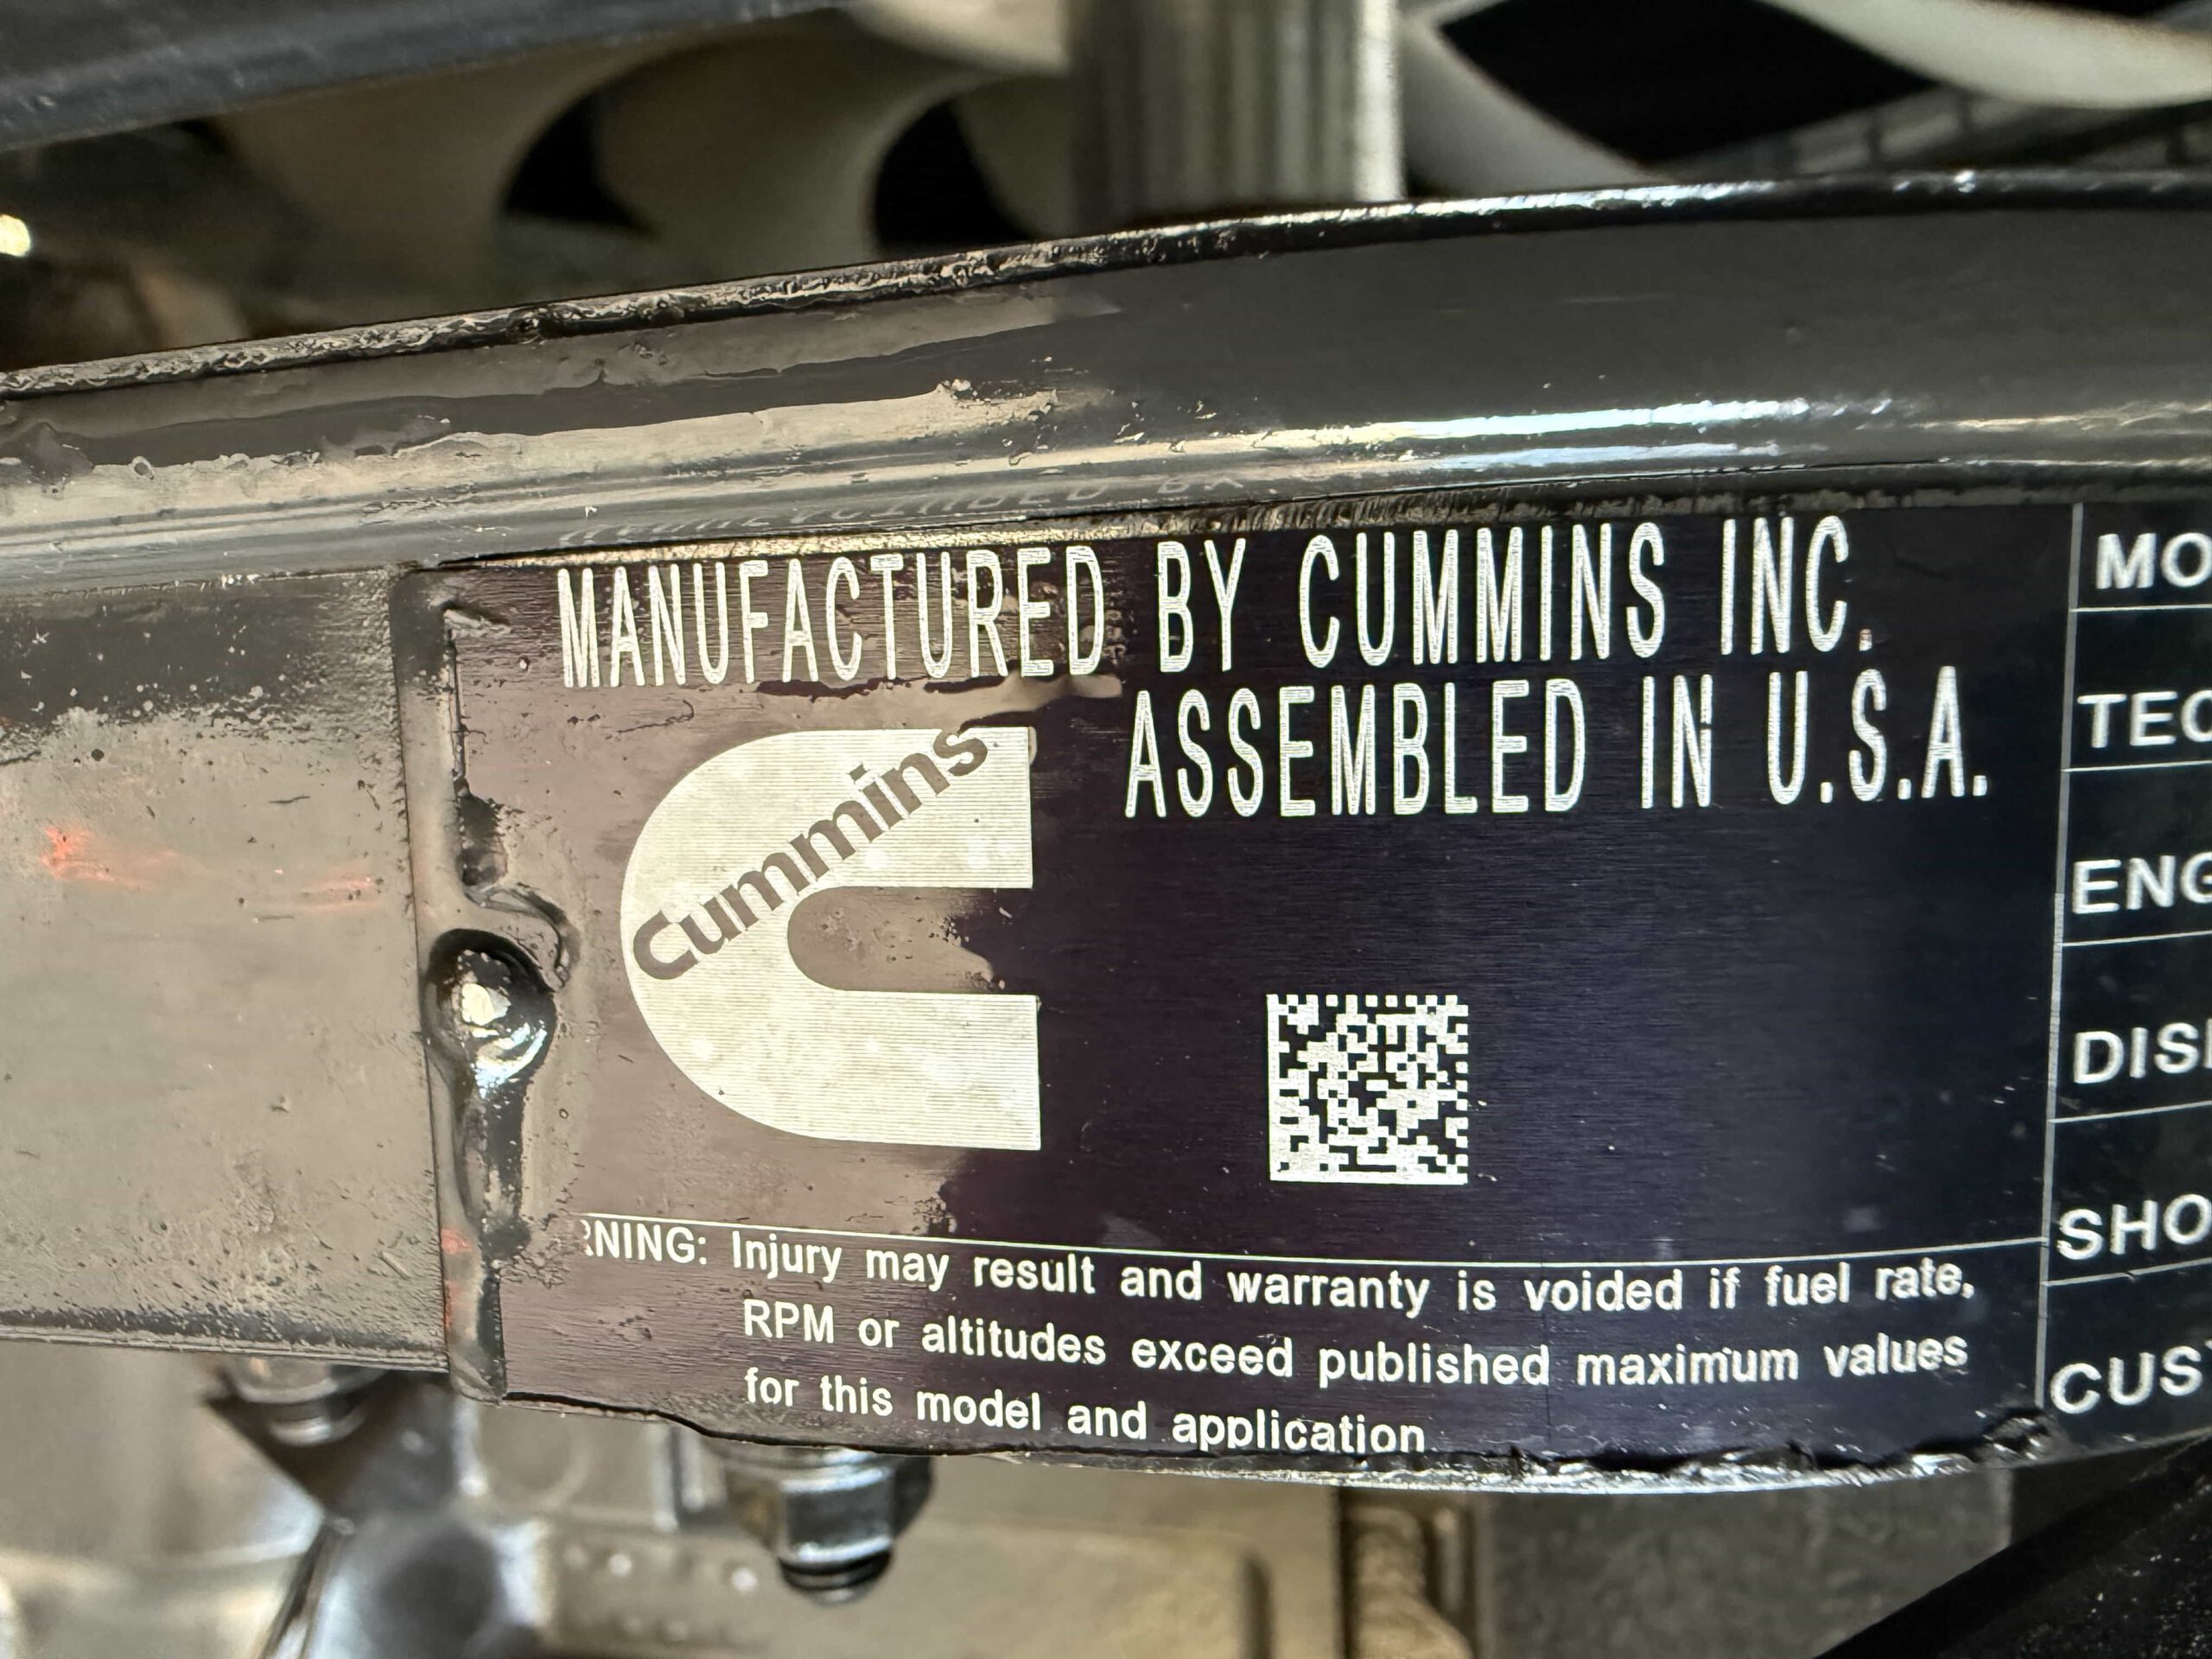 MANUFACTURED BY CUMMINS INC.
ASSEMBLED IN U.S.A.
Cummins
RNING: Injury may result and warranty is voided if fuel rate,
RPM or altitudes exceed published maximum values
for this model and application
MO
TEC
ENG
DIS
SHO
CUST